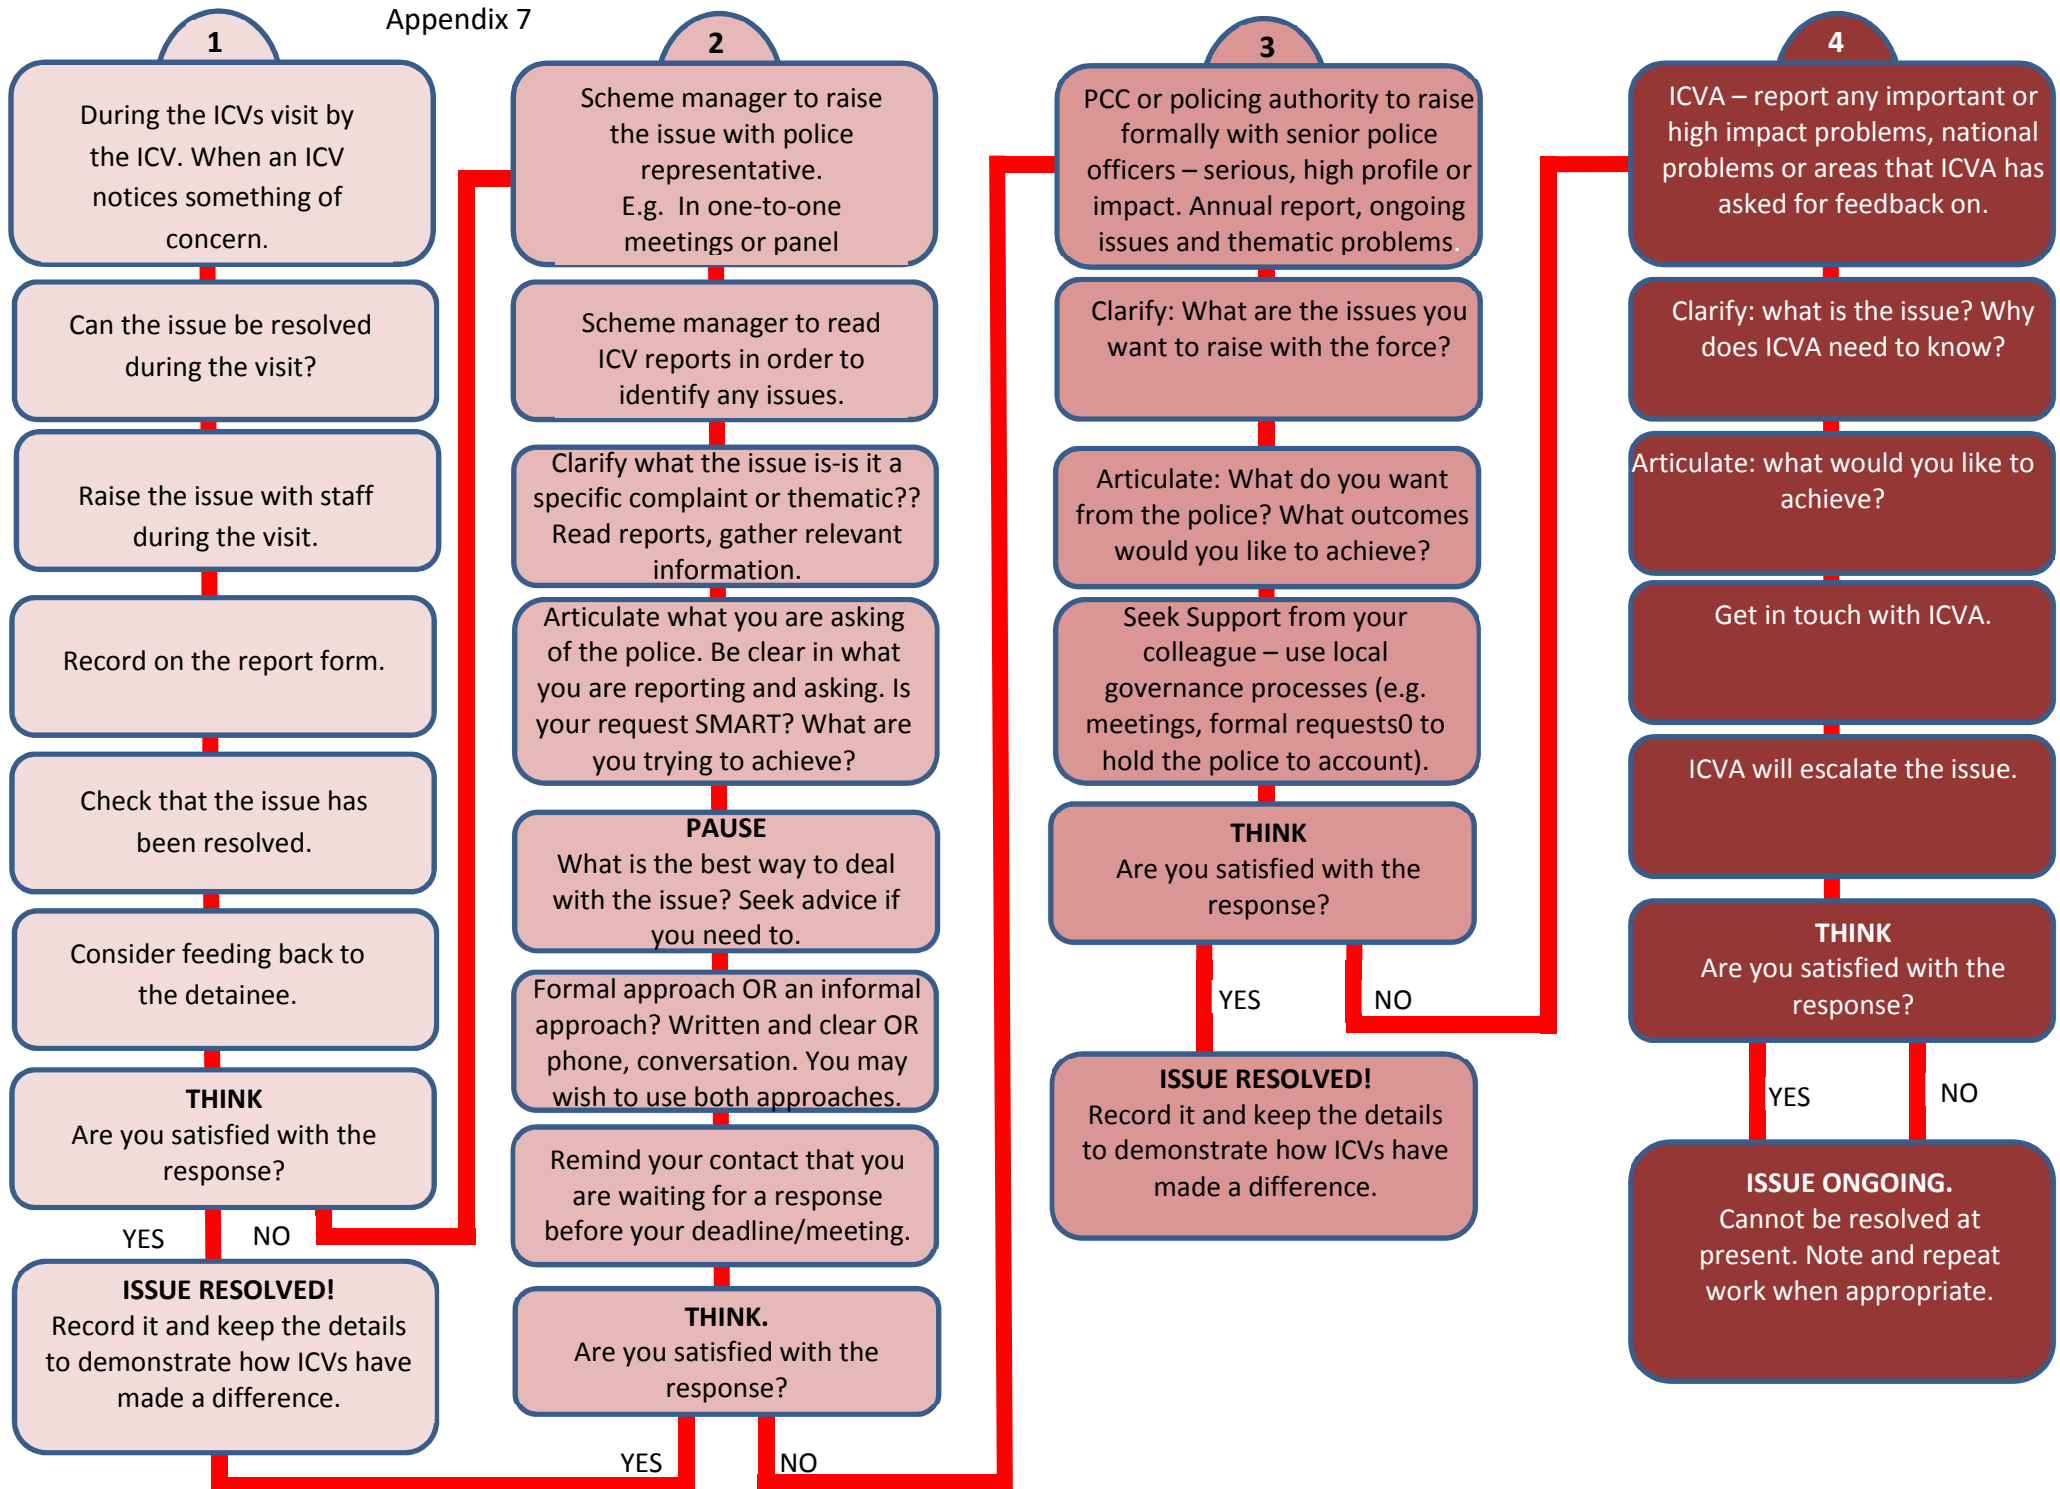 Appendix 7
1
During the ICVs visit by
the ICV. When an ICV
notices something of
concern.
Can the issue be resolved
during the visit?
Raise the issue with staff
during the visit.
Record on the report form.
Check that the issue has
been resolved.
Consider feeding back to
the detainee.
THINK
Are you satisfied with the
response?
YES
NO
ISSUE RESOLVED!
Record it and keep the details
to demonstrate how ICVs have
made a difference.
2
Scheme manager to raise
the issue with police
representative.
E.g. In one-to-one
meetings or panel
Scheme manager to read
ICV reports in order to
identify any issues.
Clarify what the issue is-is it a
specific complaint or thematic??
Read reports, gather relevant
information.
Articulate what you are asking
of the police. Be clear in what
you are reporting and asking. Is
your request SMART? What are
you trying to achieve?
PAUSE
What is the best way to deal
with the issue? Seek advice if
you need to.
Formal approach OR an informal
approach? Written and clear OR
phone, conversation. You may
wish to use both approaches.
Remind your contact that you
are waiting for a response
before your deadline/meeting.
THINK.
Are you satisfied with the
response?
YES
NO
3
PCC or policing authority to raise
formally with senior police
officers – serious, high profile or
impact. Annual report, ongoing
issues and thematic problems.
Clarify: What are the issues you
want to raise with the force?
Articulate: What do you want
from the police? What outcomes
would you like to achieve?
Seek Support from your
colleague – use local
governance processes (e.g.
meetings, formal requests0 to
hold the police to account).
THINK
Are you satisfied with the
response?
YES
NO
ISSUE RESOLVED!
Record it and keep the details
to demonstrate how ICVs have
made a difference.
4
ICVA – report any important or
high impact problems, national
problems or areas that ICVA has
asked for feedback on.
Clarify: what is the issue? Why
does ICVA need to know?
Articulate: what would you like to
achieve?
Get in touch with ICVA.
ICVA will escalate the issue.
THINK
Are you satisfied with the
response?
YES
NO
ISSUE ONGOING.
Cannot be resolved at
present. Note and repeat
work when appropriate.